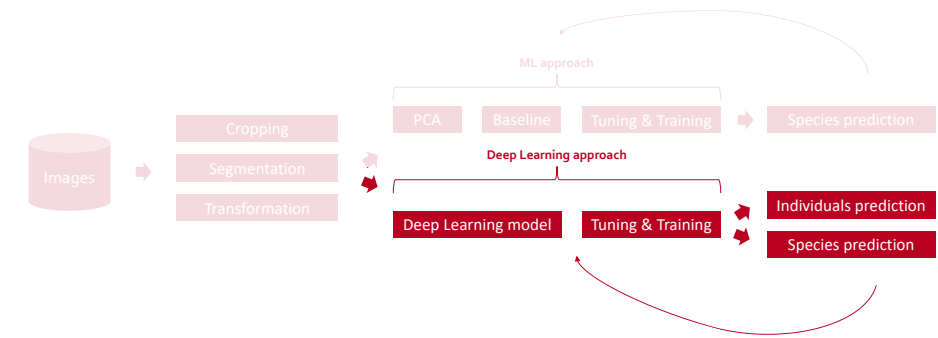 ML approach
PCA
Baseline
Tuning & Training
Species prediction
Images
Cropping
Segmentation
Transformation
Deep Learning approach
Deep Learning model
Tuning & Training
Individuals prediction
Species prediction